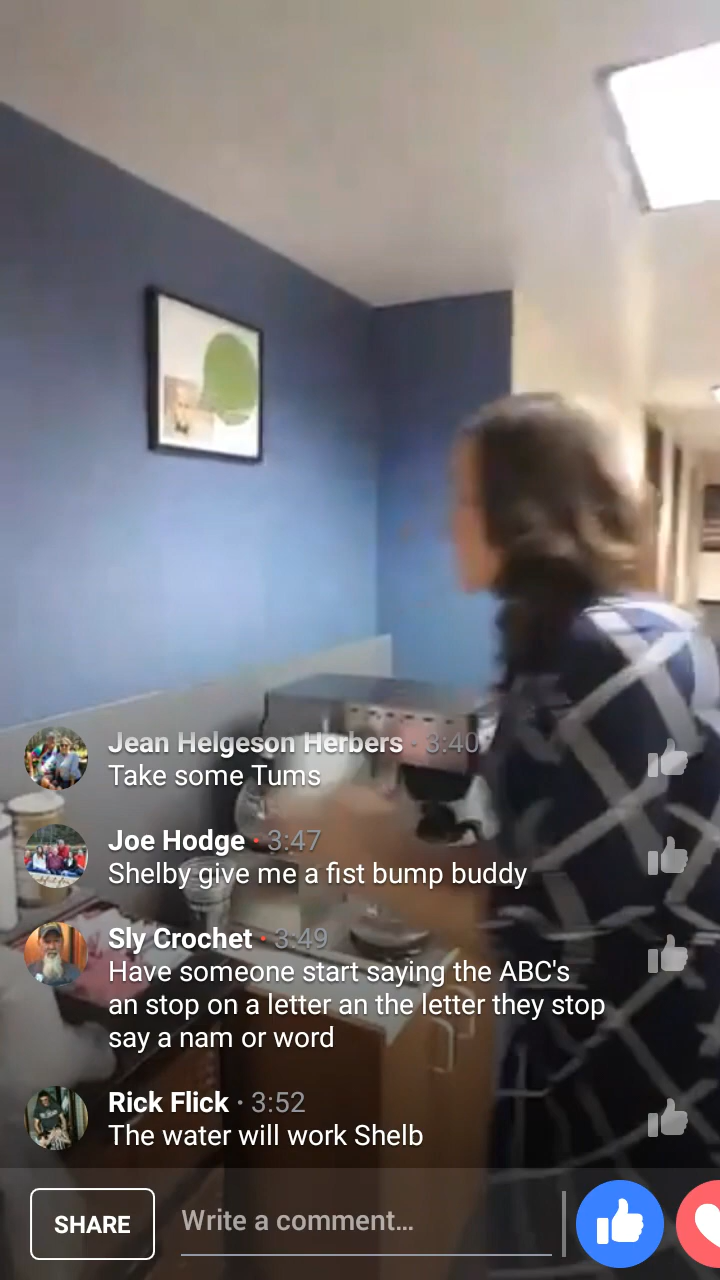 Jean Helgeson Herbers · 3:40
Take some Tums
Joe Hodge · 3:47
Shelby give me a fist bump buddy
Sly Crochet · 3:49
Have someone start saying the ABC's
an stop on a letter an the letter they stop
say a nam or word
Rick Flick · 3:52
The water will work Shelb
SHARE
Write a comment...